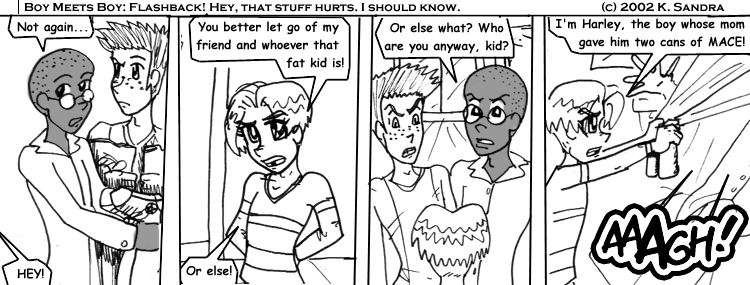 BOY MEETS BOY: FLASHBACK! HEY, THAT STUFF HURTS. I SHOULD KNOW.
(C) 2002 K. SANDRA
Not again...
HEY!
You better let go of my
friend and whoever that
fat kid is!
Or else!
Or else what? Who
are you anyway, kid?
I'm Harley, the boy whose mom
gave him two cans of MACE!
AAAGH!